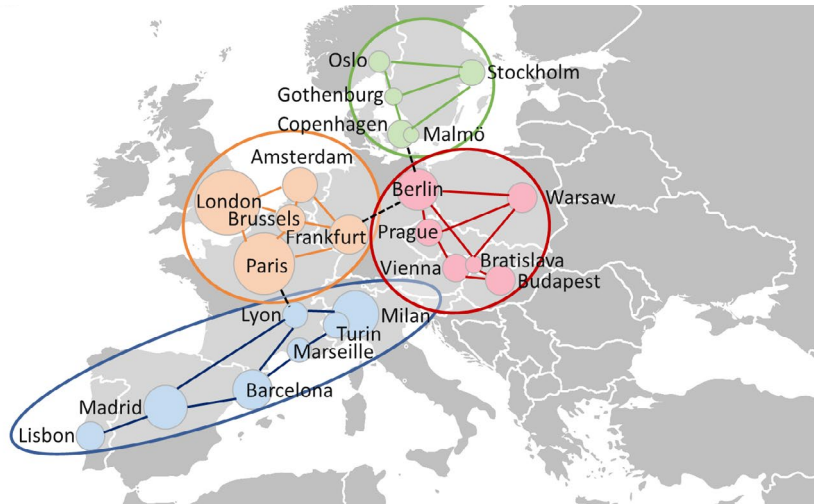 Oslo
Stockholm
Gothenburg
Copenhagen
Malmö
Amsterdam
London
Brussels
Frankfurt
Paris
Berlin
Warsaw
Prague
Vienna
Bratislava
Budapest
Lyon
Milan
Turin
Marseille
Barcelona
Madrid
Lisbon